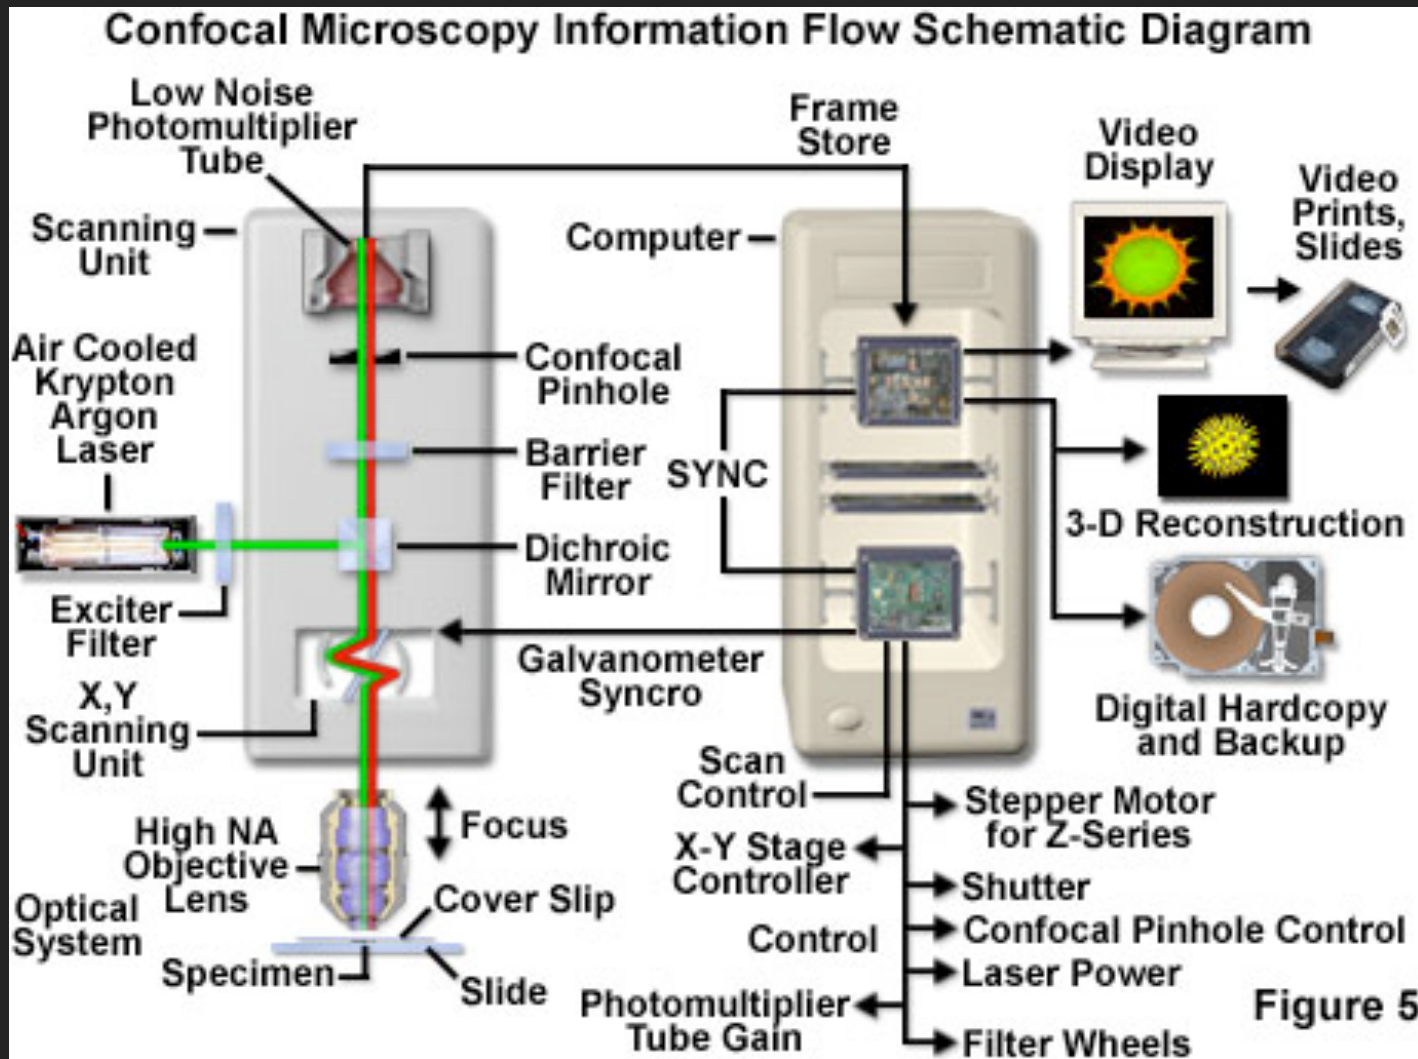 Confocal Microscopy Information Flow Schematic Diagram
Low Noise
Photomultiplier
Tube
Frame
Store
Video
Display
Video
Prints,
Slides
Scanning
Unit
Computer
Air Cooled
Krypton
Argon
Laser
Confocal
Pinhole
Barrier
Filter
SYNC
3-D Reconstruction
Dichroic
Mirror
Exciter
Filter
Galvanometer
Syncro
X,Y
Scanning
Unit
Digital Hardcopy
and Backup
Scan
Control
Stepper Motor
for Z-Series
High NA
Objective
Lens
Focus
X-Y Stage
Controller
Shutter
Optical
System
Cover Slip
Control
Confocal Pinhole Control
Specimen
Slide
Laser Power
Photomultiplier
Tube Gain
Filter Wheels
Figure 5